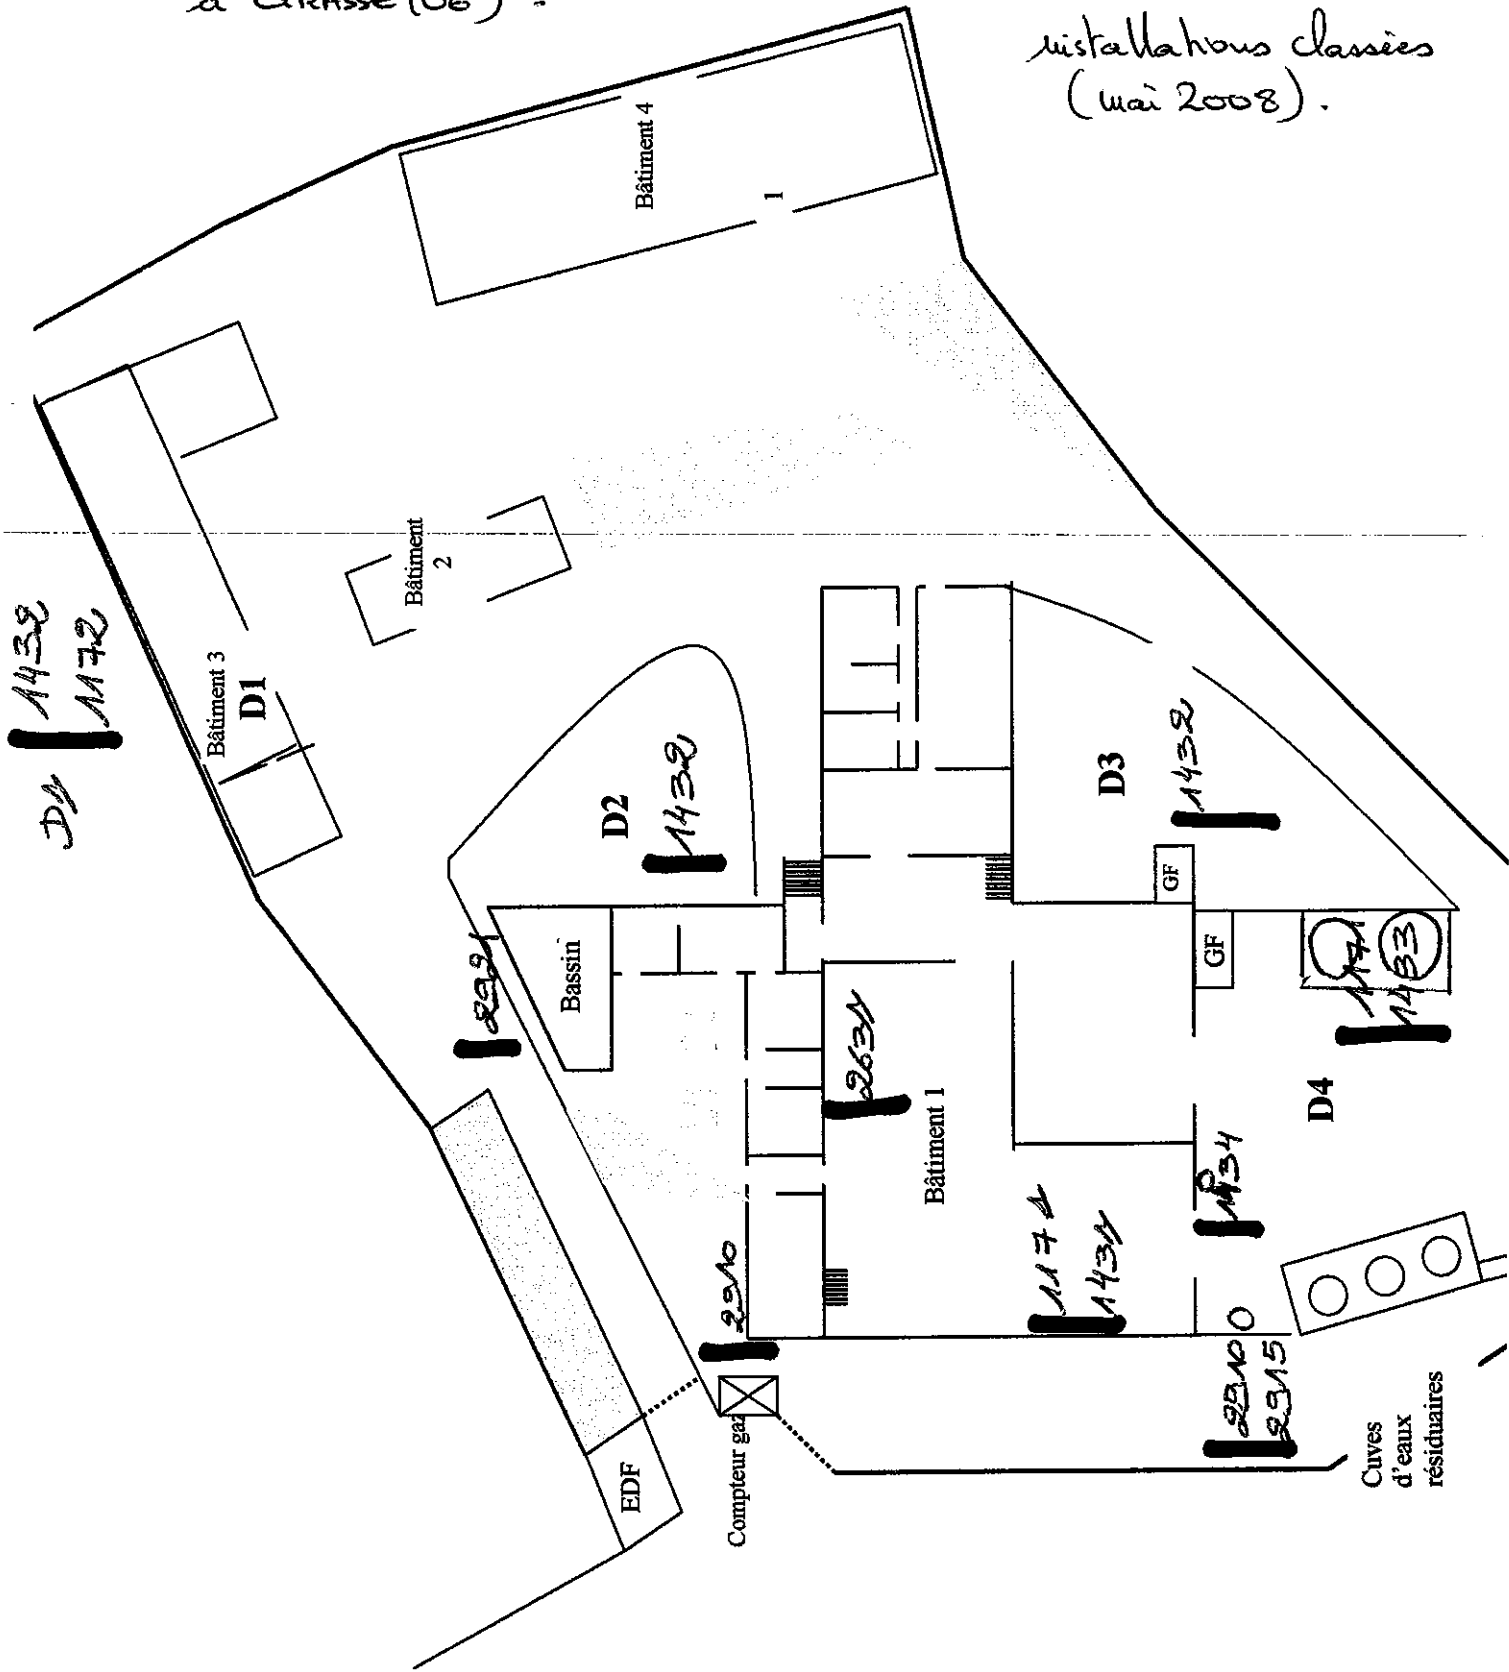 à GRASSE (06).
installations classées
(mai 2008).
Bâtiment 4
1
D1
1432
1172
Bâtiment 3
D1
Bâtiment
2
D2
1432
D3
1432
2921
Bassin
GF
GF
2631
Bâtiment 1
1171
1433
D4
2910
1171
1431
1434
EDF
Compteur gaz
2910
2915
Cuves
d'eaux
résiduaires